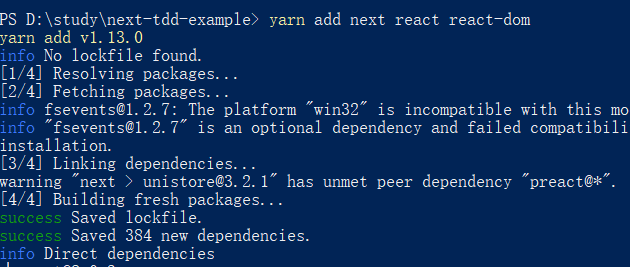 PS D:\study\next-tdd-example> yarn add next react react-dom
yarn add v1.13.0
info No lockfile found.
[1/4] Resolving packages...
[2/4] Fetching packages...
info fsevents@1.2.7: The platform "win32" is incompatible with this mo
info "fsevents@1.2.7" is an optional dependency and failed compatibili
installation.
[3/4] Linking dependencies...
warning "next > unistore@3.2.1" has unmet peer dependency "preact@*".
[4/4] Building fresh packages...
success Saved lockfile.
success Saved 384 new dependencies.
info Direct dependencies